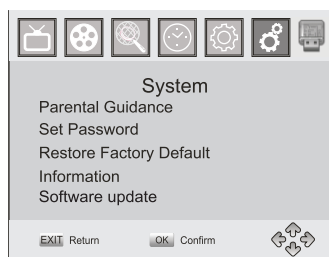 System
Parental Guidance
Set Password
Restore Factory Default
Information
Software update
EXIT Return OK Confirm